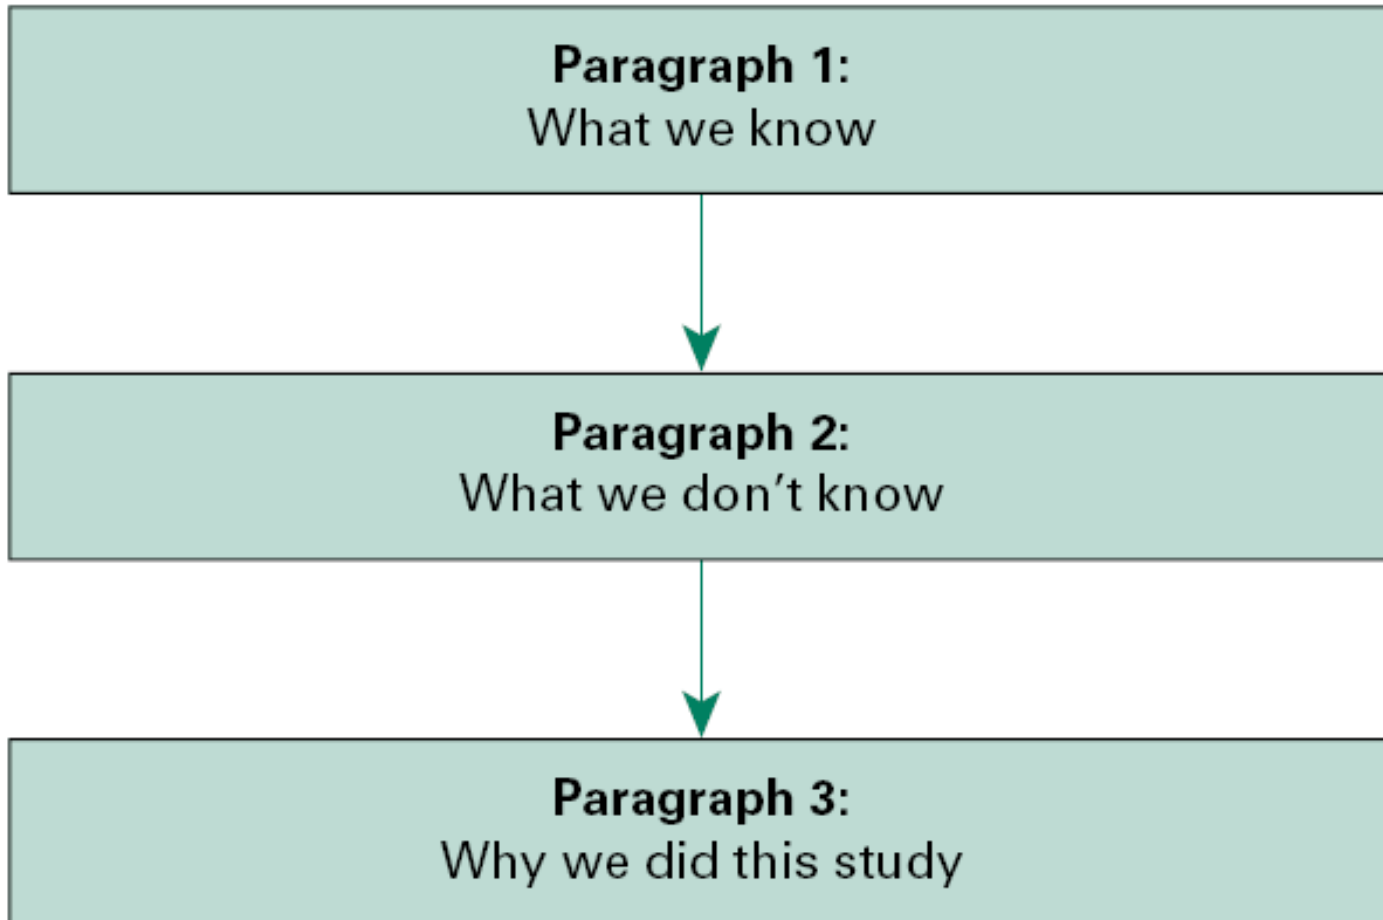 Paragraph 1:
What we know
Paragraph 2:
What we don’t know
Paragraph 3:
Why we did this study